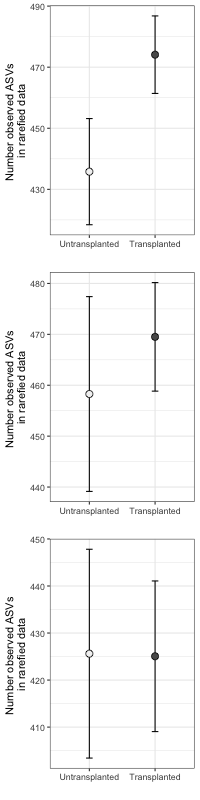 Number observed ASVs
in rarefied data
490
470
450
430
Untransplanted
Transplanted
Number observed ASVs
in rarefied data
480
470
460
450
440
Untransplanted
Transplanted
Number observed ASVs
in rarefied data
450
440
430
420
410
Untransplanted
Transplanted